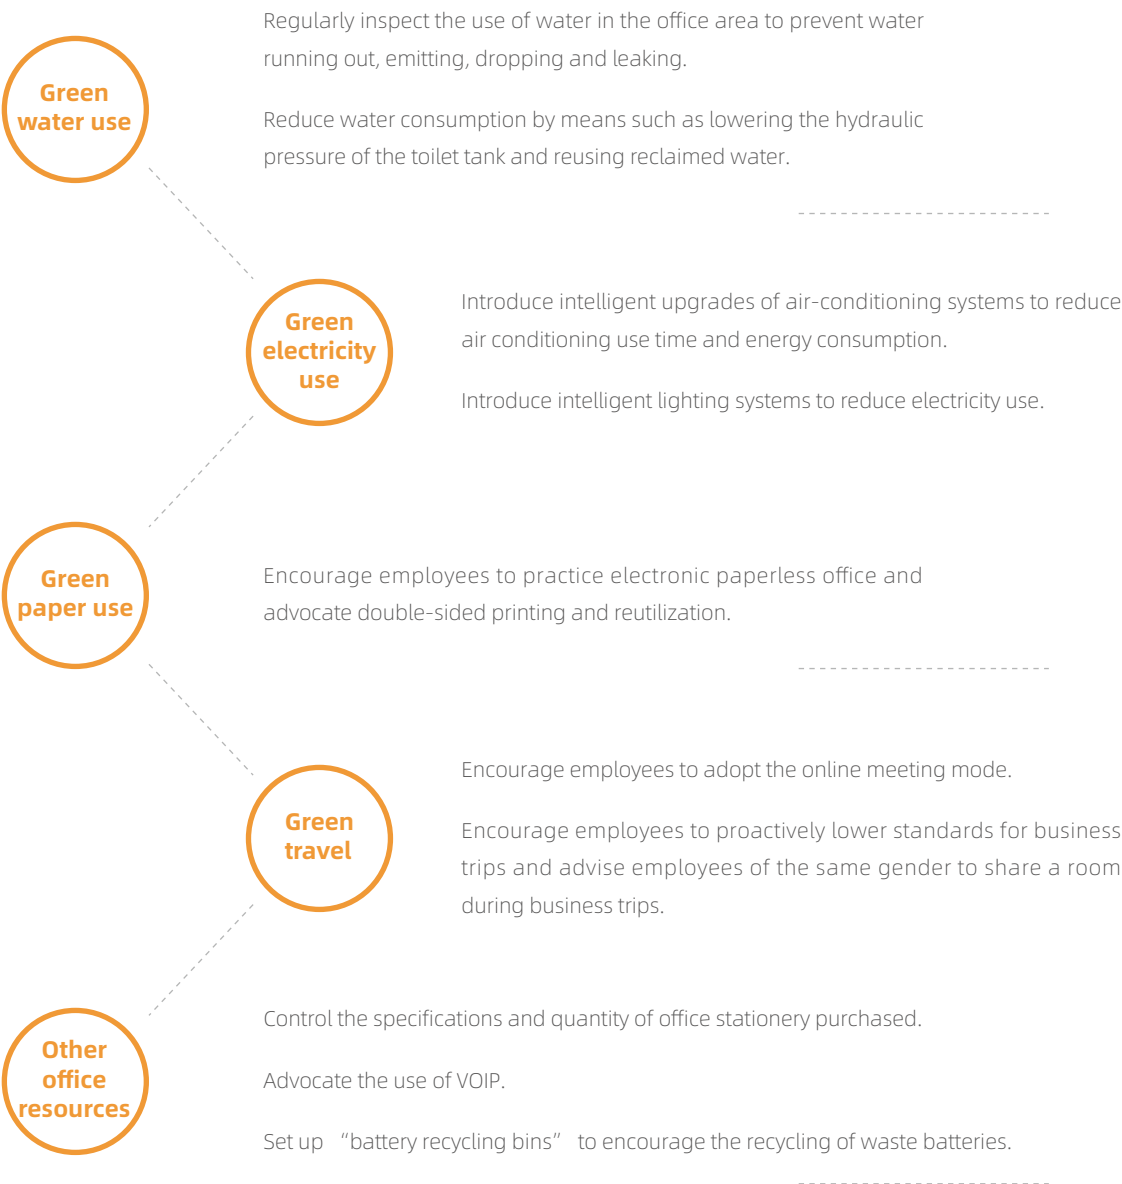 Green
water use
Regularly inspect the use of water in the office area to prevent water
running out, emitting, dropping and leaking.
Reduce water consumption by means such as lowering the hydraulic
pressure of the toilet tank and reusing reclaimed water.
Green
electricity
use
Introduce intelligent upgrades of air-conditioning systems to reduce
air conditioning use time and energy consumption.
Introduce intelligent lighting systems to reduce electricity use.
Green
paper use
Encourage employees to practice electronic paperless office and
advocate double-sided printing and reutilization.
Green
travel
Encourage employees to adopt the online meeting mode.
Encourage employees to proactively lower standards for business
trips and advise employees of the same gender to share a room
during business trips.
Other
office
resources
Control the specifications and quantity of office stationery purchased.
Advocate the use of VOIP.
Set up “battery recycling bins” to encourage the recycling of waste batteries.